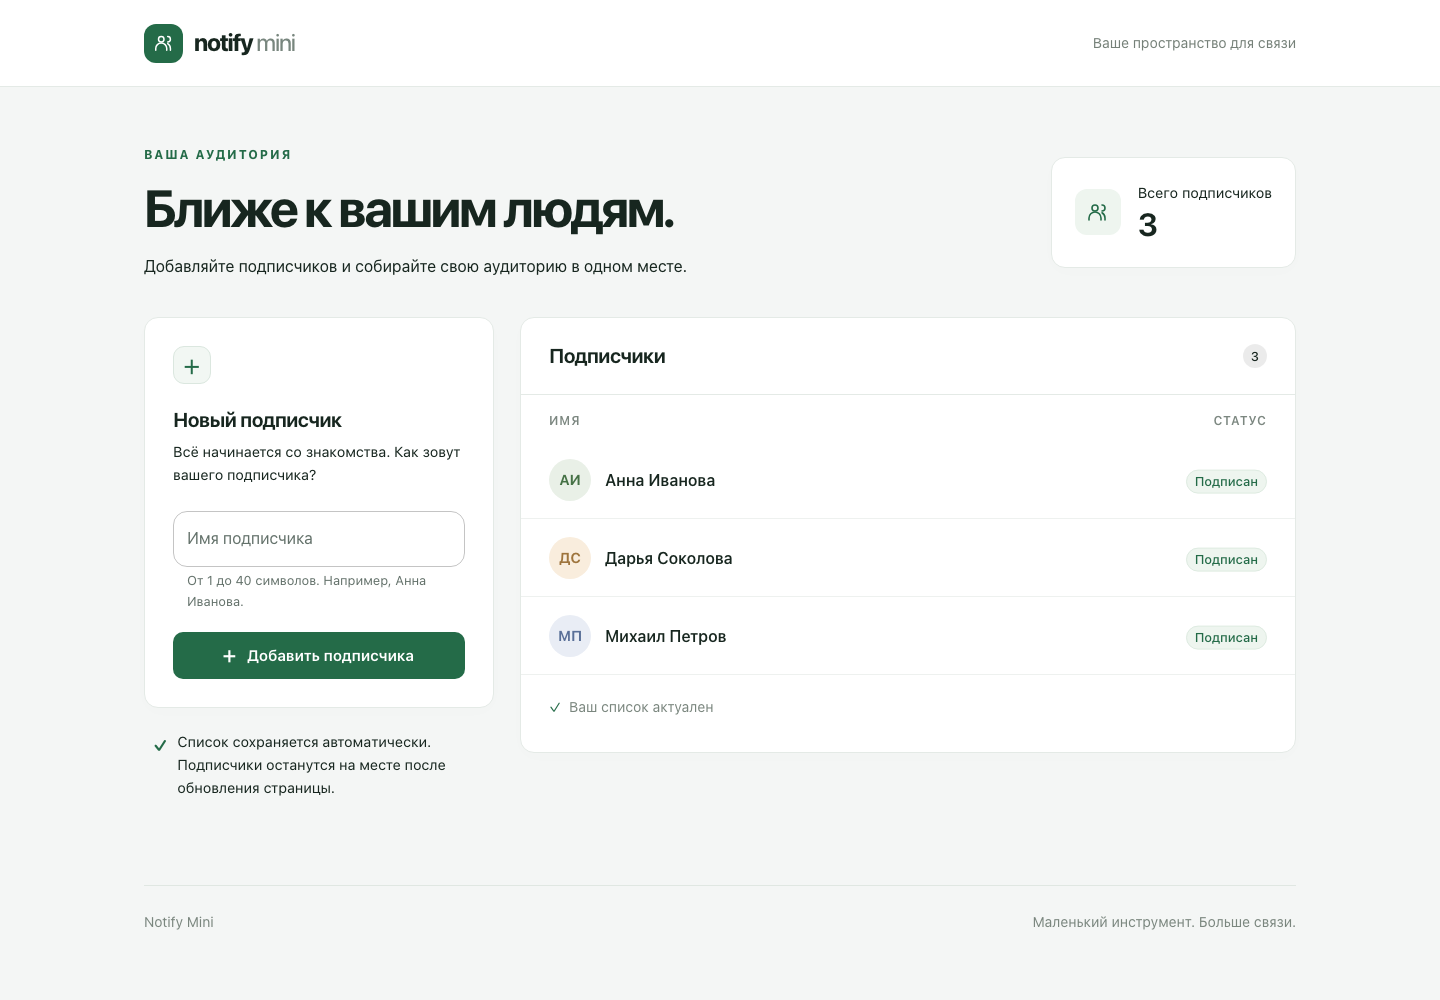 notify mini
Ваше пространство для связи
ВАША АУДИТОРИЯ
Ближе к вашим людям.
Добавляйте подписчиков и собирайте свою аудиторию в одном месте.
Всего подписчиков
3
Новый подписчик
Всё начинается со знакомства. Как зовут
вашего подписчика?
Имя подписчика
От 1 до 40 символов. Например, Анна
Иванова.
+ Добавить подписчика
Список сохраняется автоматически.
Подписчики останутся на месте после
обновления страницы.
Подписчики
3
ИМЯ
СТАТУС
АИ
Анна Иванова
Подписан
ДС
Дарья Соколова
Подписан
МП
Михаил Петров
Подписан
Ваш список актуален
Notify Mini
Маленький инструмент. Больше связи.